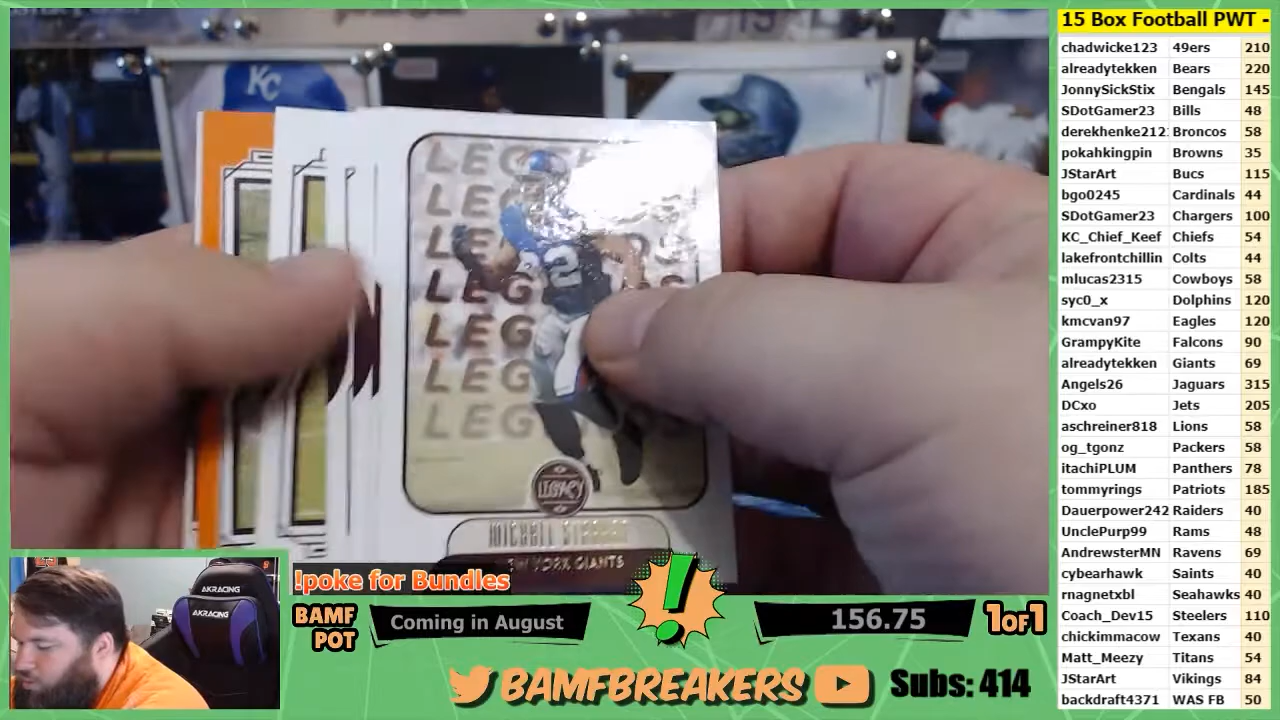 15 Box Football PWT -
chadwicke123 49ers 210
alreadytekken Bears 220
JonnySickStix Bengals 145
SDotGamer23 Bills 48
derekhenke212 Broncos 58
pokahkingpin Browns 35
JStarArt Bucs 115
bgo0245 Cardinals 44
SDotGamer23 Chargers 100
KC_Chief_Keef Chiefs 54
lakefrontchillin Colts 44
mlucas2315 Cowboys 58
syc0_x Dolphins 120
kmcvan97 Eagles 120
GrampyKite Falcons 90
alreadytekken Giants 69
Angels26 Jaguars 315
DCxo Jets 205
aschreiner818 Lions 58
og_tgonz Packers 58
itachiPLUM Panthers 78
tommyrings Patriots 185
Dauerpower242 Raiders 40
UnclePurp99 Rams 48
AndrewsterMN Ravens 69
cybearhawk Saints 40
rnagnetxbl Seahawks 40
Coach_Dev15 Steelers 110
chickimmacow Texans 40
Matt_Meezy Titans 54
JStarArt Vikings 84
backdraft4371 WAS FB 50
KC
LEG
LEG
LEG
LEG
LEG
LEG
LEG
2
LEGACY
YORK GIANTS
AKRACING
AKRACING
!poke for Bundles
BAMF
POT
Coming in August
!
156.75
1OF1
BAMFBREAKERS
Subs: 414